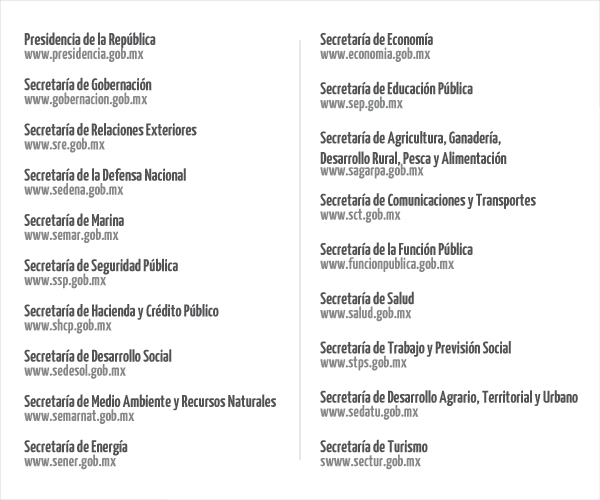 Presidencia de la República
www.presidencia.gob.mx
Secretaría de Gobernación
www.gobernacion.gob.mx
Secretaría de Relaciones Exteriores
www.sre.gob.mx
Secretaría de la Defensa Nacional
www.sedena.gob.mx
Secretaría de Marina
www.semar.gob.mx
Secretaría de Seguridad Pública
www.ssp.gob.mx
Secretaría de Hacienda y Crédito Público
www.shcp.gob.mx
Secretaría de Desarrollo Social
www.sedesol.gob.mx
Secretaría de Medio Ambiente y Recursos Naturales
www.semarnat.gob.mx
Secretaría de Energía
www.sener.gob.mx
Secretaría de Economía
www.economia.gob.mx
Secretaría de Educación Pública
www.sep.gob.mx
Secretaría de Agricultura, Ganadería,
Desarrollo Rural, Pesca y Alimentación
www.sagarpa.gob.mx
Secretaría de Comunicaciones y Transportes
www.sct.gob.mx
Secretaría de la Función Pública
www.funcionpublica.gob.mx
Secretaría de Salud
www.salud.gob.mx
Secretaría de Trabajo y Previsión Social
www.stps.gob.mx
Secretaría de Desarrollo Agrario, Territorial y Urbano
www.sedatu.gob.mx
Secretaría de Turismo
swww.sectur.gob.mx